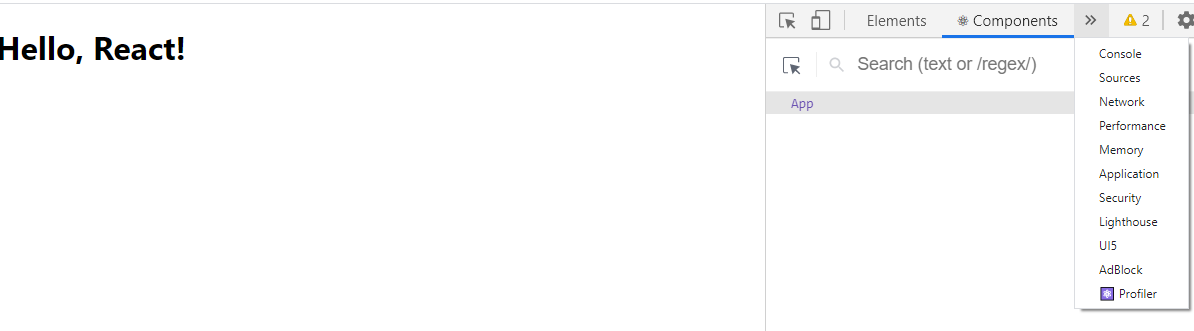 Hello, React!
Elements
Components
»
2
Search (text or /regex/)
App
Console
Sources
Network
Performance
Memory
Application
Security
Lighthouse
UI5
AdBlock
Profiler